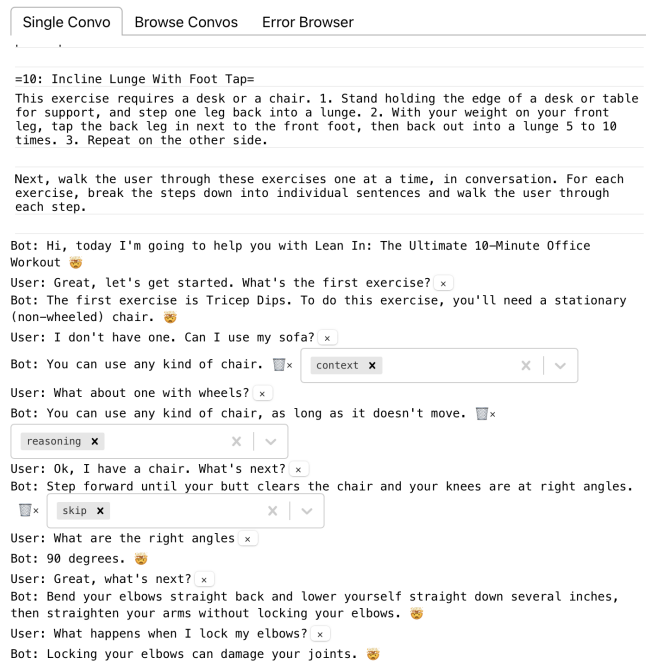 Single Convo
Browse Convos
Error Browser
=10: Incline Lunge With Foot Tap=
This exercise requires a desk or a chair. 1. Stand holding the edge of a desk or table
for support, and step one leg back into a lunge. 2. With your weight on your front
leg, tap the back leg in next to the front foot, then back out into a lunge 5 to 10
times. 3. Repeat on the other side.
Next, walk the user through these exercises one at a time, in conversation. For each
exercise, break the steps down into individual sentences and walk the user through
each step.
Bot: Hi, today I'm going to help you with Lean In: The Ultimate 10-Minute Office
Workout 🤯
User: Great, let's get started. What's the first exercise? ×
Bot: The first exercise is Tricep Dips. To do this exercise, you'll need a stationary
(non-wheeled) chair. 🤯
User: I don't have one. Can I use my sofa? ×
Bot: You can use any kind of chair. 🗑️× context ×
User: What about one with wheels? ×
Bot: You can use any kind of chair, as long as it doesn't move. 🗑️×
reasoning ×
User: Ok, I have a chair. What's next? ×
Bot: Step forward until your butt clears the chair and your knees are at right angles.
🗑️× skip ×
User: What are the right angles ×
Bot: 90 degrees. 🤯
User: Great, what's next? ×
Bot: Bend your elbows straight back and lower yourself straight down several inches,
then straighten your arms without locking your elbows. 🤯
User: What happens when I lock my elbows? ×
Bot: Locking your elbows can damage your joints. 🤯